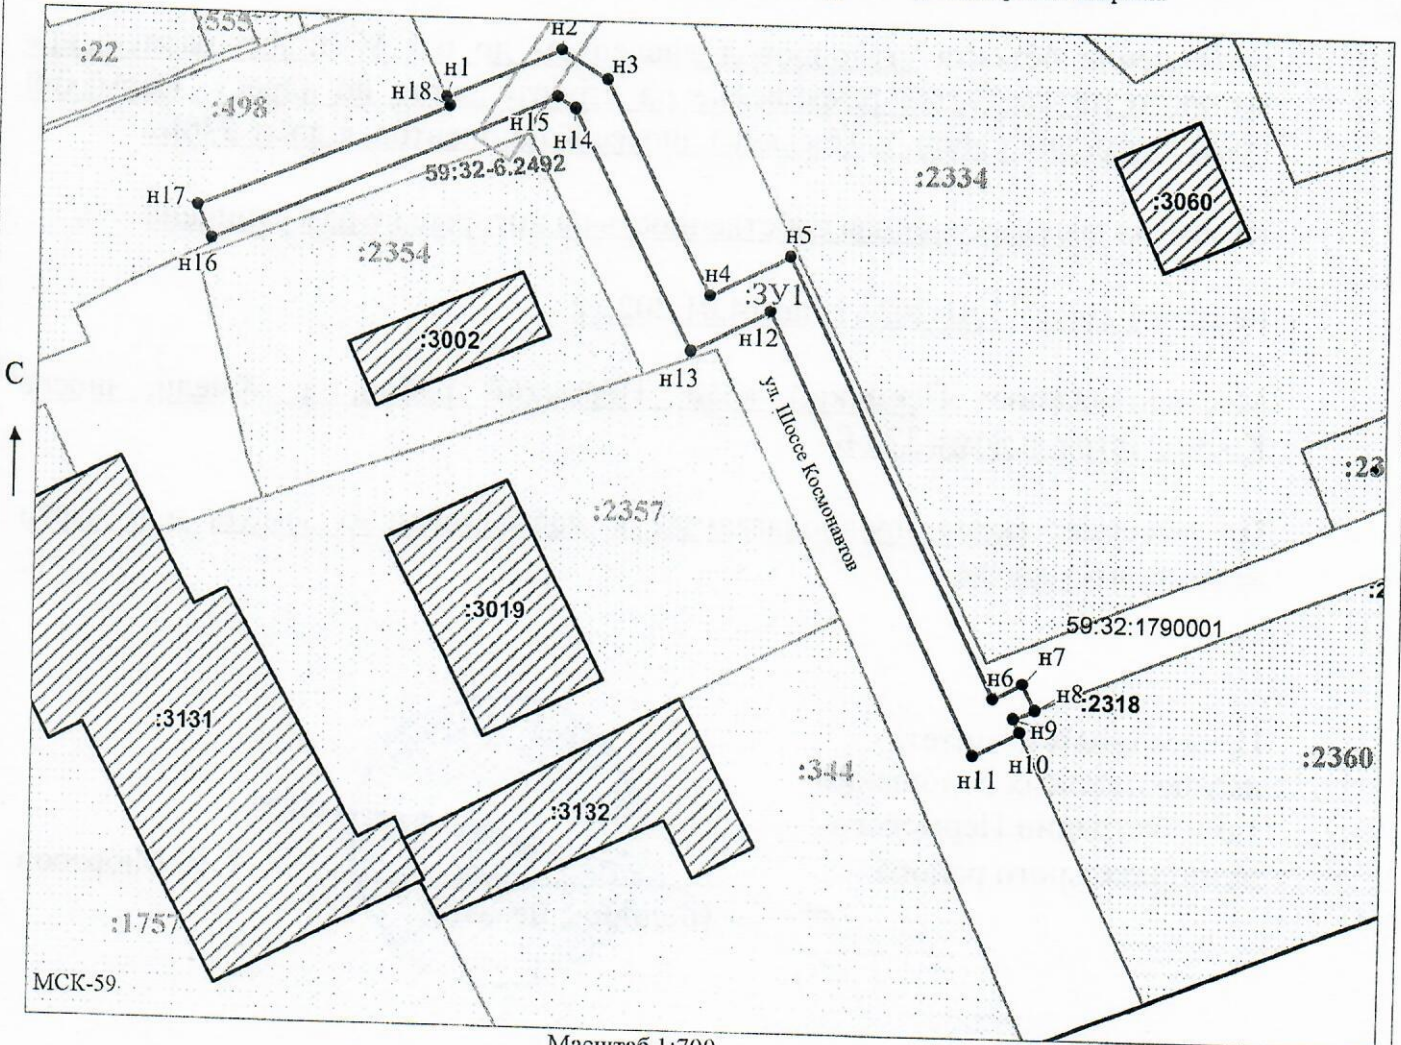 :555
:22
н2
н1
н3
н18
:498
н15
н14
59:32-6.2492
:2334
:3060
н17
н16
:2354
н5
н4
:ЗУ1
н12
:3002
н13
С
ул. Шоссе Космонавтов
:2357
:3019
59:32:1790001
н7
н6
н8
:2318
н9
н10
н11
:3131
:344
:2360
:3132
:1757
МСК-59
Масштаб 1:700